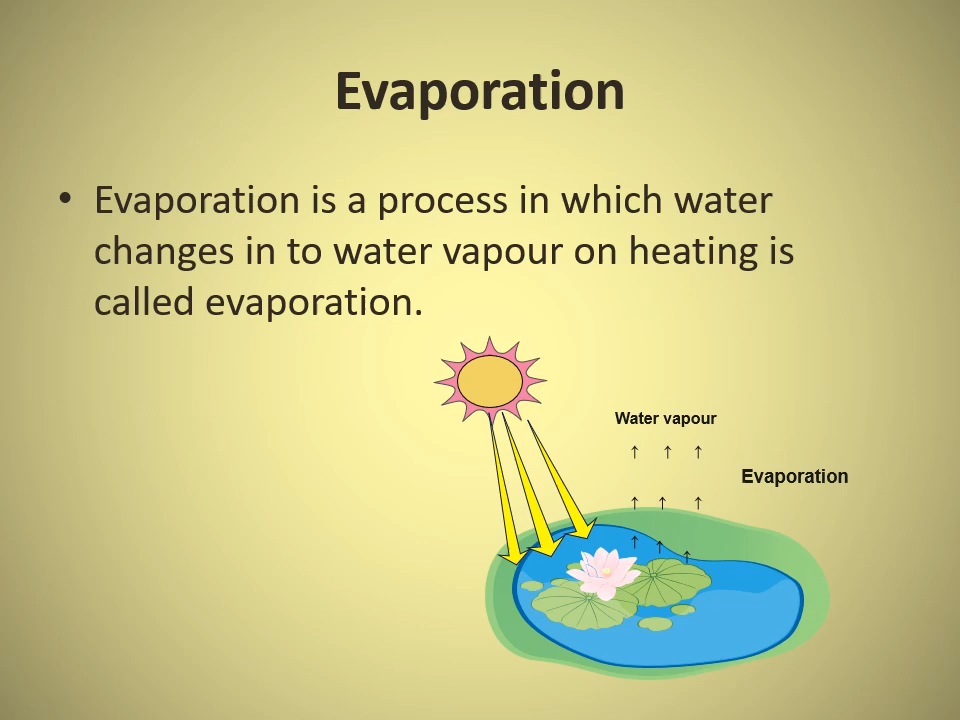 Evaporation
• Evaporation is a process in which water
changes in to water vapour on heating is
called evaporation.
Water vapour
Evaporation